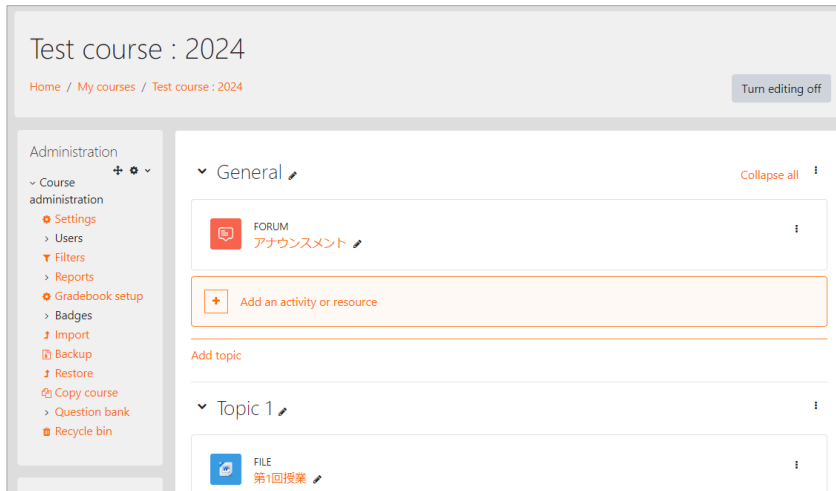 Test course : 2024
Home / My courses / Test course : 2024
Turn editing off
Administration
Course
administration
Settings
Users
Filters
Reports
Gradebook setup
Badges
Import
Backup
Restore
Copy course
Question bank
Recycle bin
General
Collapse all
FORUM
アナウンスメント
Add an activity or resource
Add topic
Topic 1
FILE
第1回授業